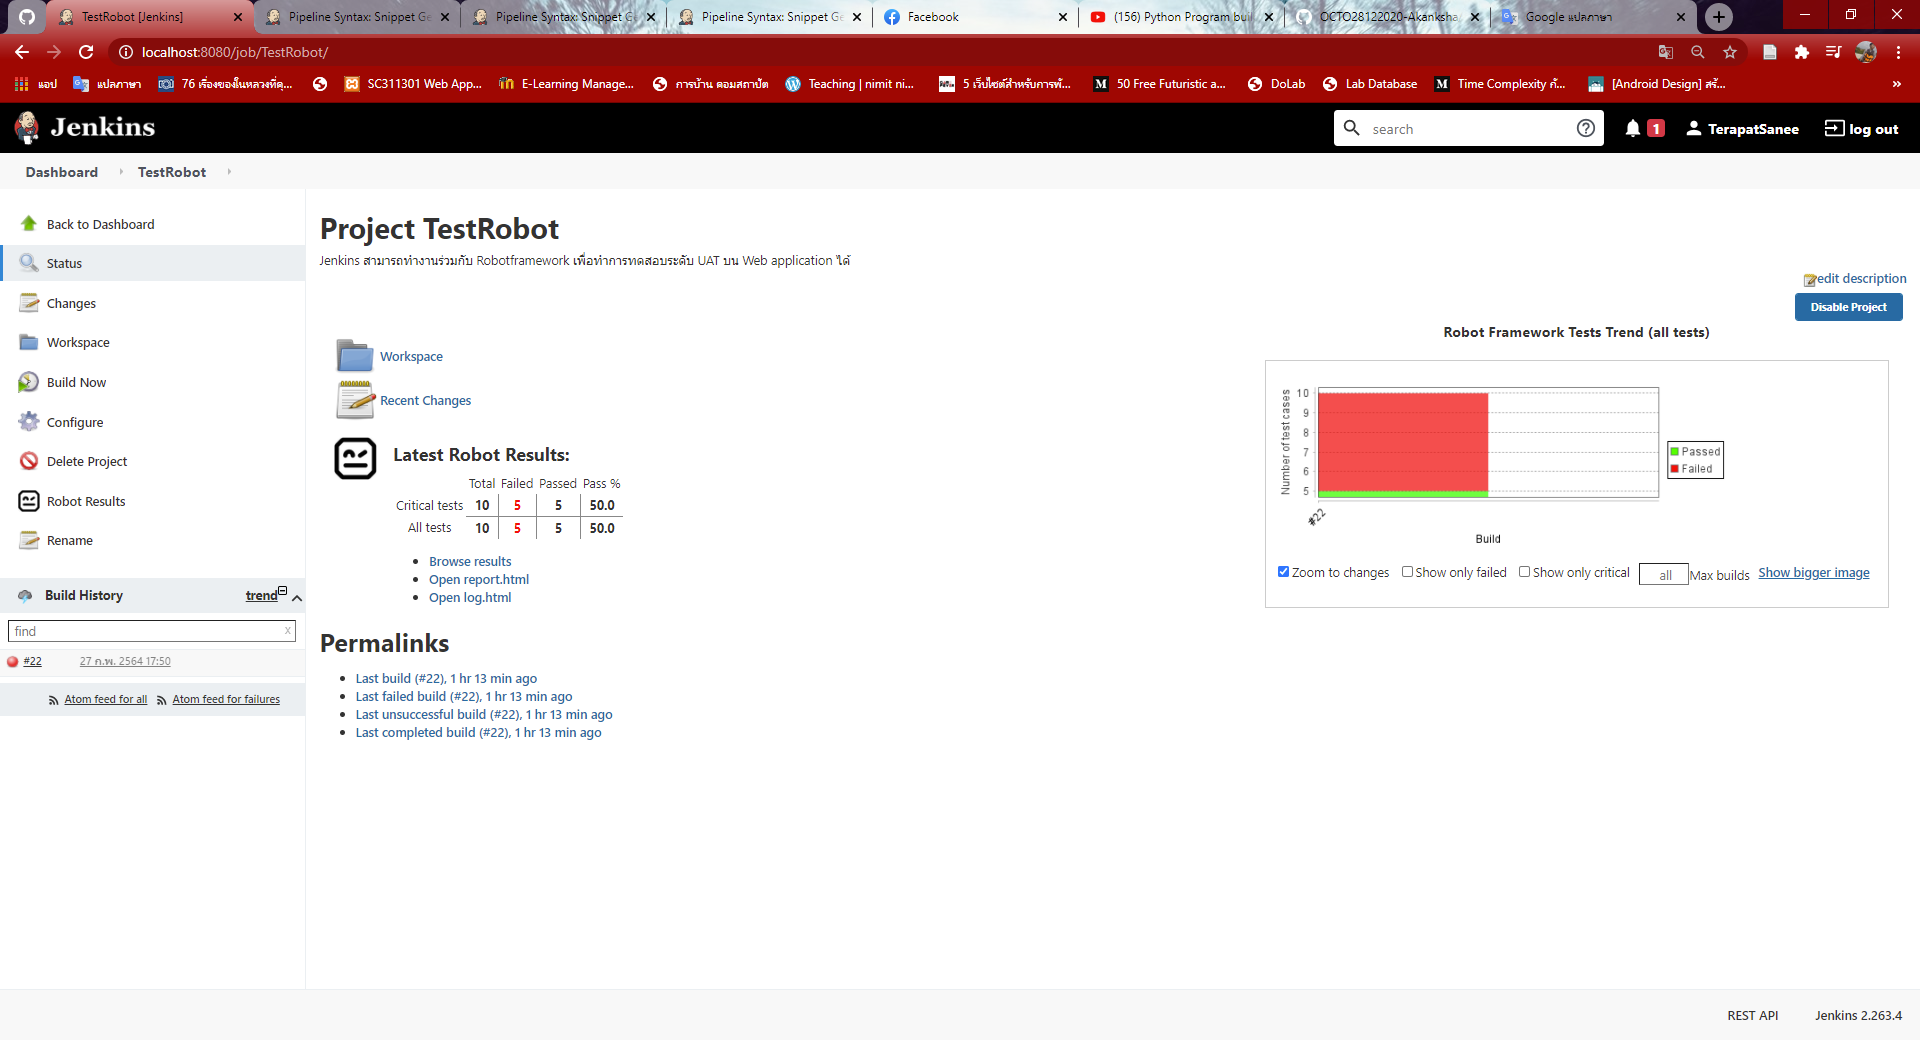 TestRobot [Jenkins]
Pipeline Syntax: Snippet Ge
Pipeline Syntax: Snippet G
Pipeline Syntax: Snippet Ge
Facebook
(156) Python Program bui
OCTO28122020-Akanksha
Google แปลภาษา
localhost:8080/job/TestRobot/
แอป
แปลภาษา
76 เรื่องของในหลวงที่คุ...
SC311301 Web App...
E-Learning Manage...
การบ้าน ดอมสถาปัต
Teaching | nimit ni...
5 เว็บไซต์สำหรับการฟั...
50 Free Futuristic a...
DoLab
Lab Database
Time Complexity ก้...
[Android Design] สร้...
»
Jenkins
search
1
TerapatSanee
log out
Dashboard
TestRobot
Back to Dashboard
Status
Changes
Workspace
Build Now
Configure
Delete Project
Robot Results
Rename
Build History
trend
find
x
#22
27 ก.พ. 2564 17:50
Atom feed for all
Atom feed for failures
Project TestRobot
Jenkins สามารถทำงานร่วมกับ Robotframework เพื่อทำการทดสอบระดับ UAT บน Web application ได้
edit description
Disable Project
Workspace
Recent Changes
Latest Robot Results:
Total Failed Passed Pass %
Critical tests 10 5 5 50.0
All tests 10 5 5 50.0
Browse results
Open report.html
Open log.html
Permalinks
Last build (#22), 1 hr 13 min ago
Last failed build (#22), 1 hr 13 min ago
Last unsuccessful build (#22), 1 hr 13 min ago
Last completed build (#22), 1 hr 13 min ago
Robot Framework Tests Trend (all tests)
Number of test cases
10
9
8
7
6
5
#22
Build
Passed
Failed
Zoom to changes
Show only failed
Show only critical
all
Max builds
Show bigger image
REST API
Jenkins 2.263.4